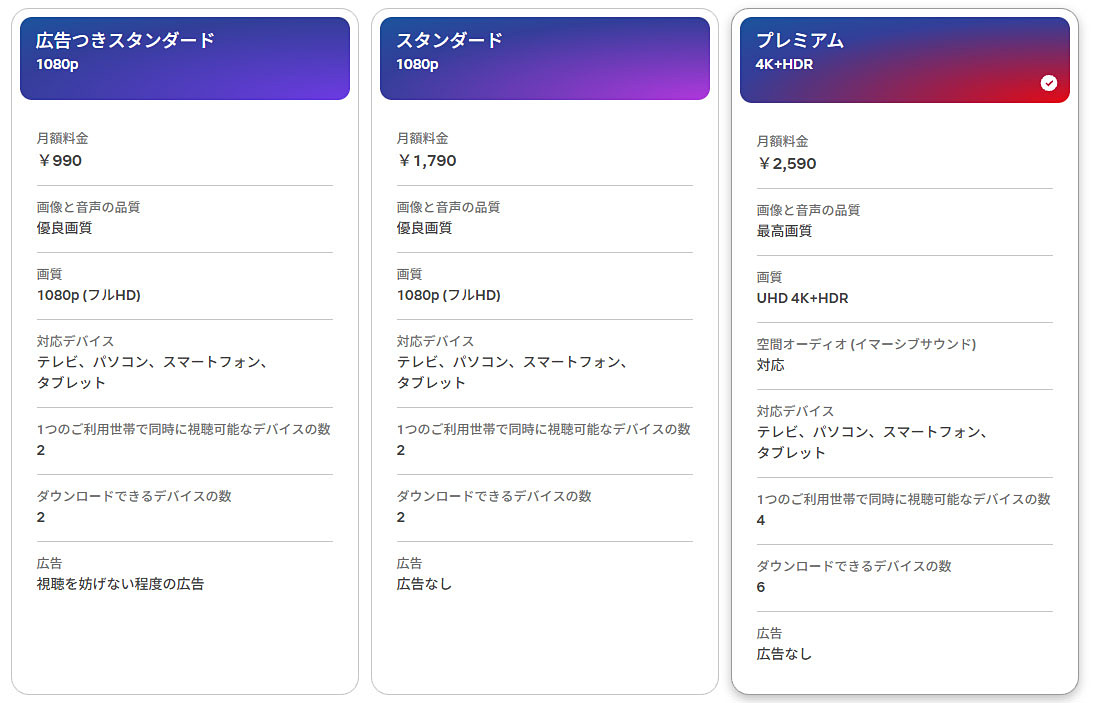 広告つきスタンダード
1080p
月額料金
￥990
画像と音声の品質
優良画質
画質
1080p (フルHD)
対応デバイス
テレビ、パソコン、スマートフォン、
タブレット
1つのご利用世帯で同時に視聴可能なデバイスの数
2
ダウンロードできるデバイスの数
2
広告
視聴を妨げない程度の広告
スタンダード
1080p
月額料金
￥1,790
画像と音声の品質
優良画質
画質
1080p (フルHD)
対応デバイス
テレビ、パソコン、スマートフォン、
タブレット
1つのご利用世帯で同時に視聴可能なデバイスの数
2
ダウンロードできるデバイスの数
2
広告
広告なし
プレミアム
4K+HDR
月額料金
￥2,590
画像と音声の品質
最高画質
画質
UHD 4K+HDR
空間オーディオ (イマーシブサウンド)
対応
対応デバイス
テレビ、パソコン、スマートフォン、
タブレット
1つのご利用世帯で同時に視聴可能なデバイスの数
4
ダウンロードできるデバイスの数
6
広告
広告なし